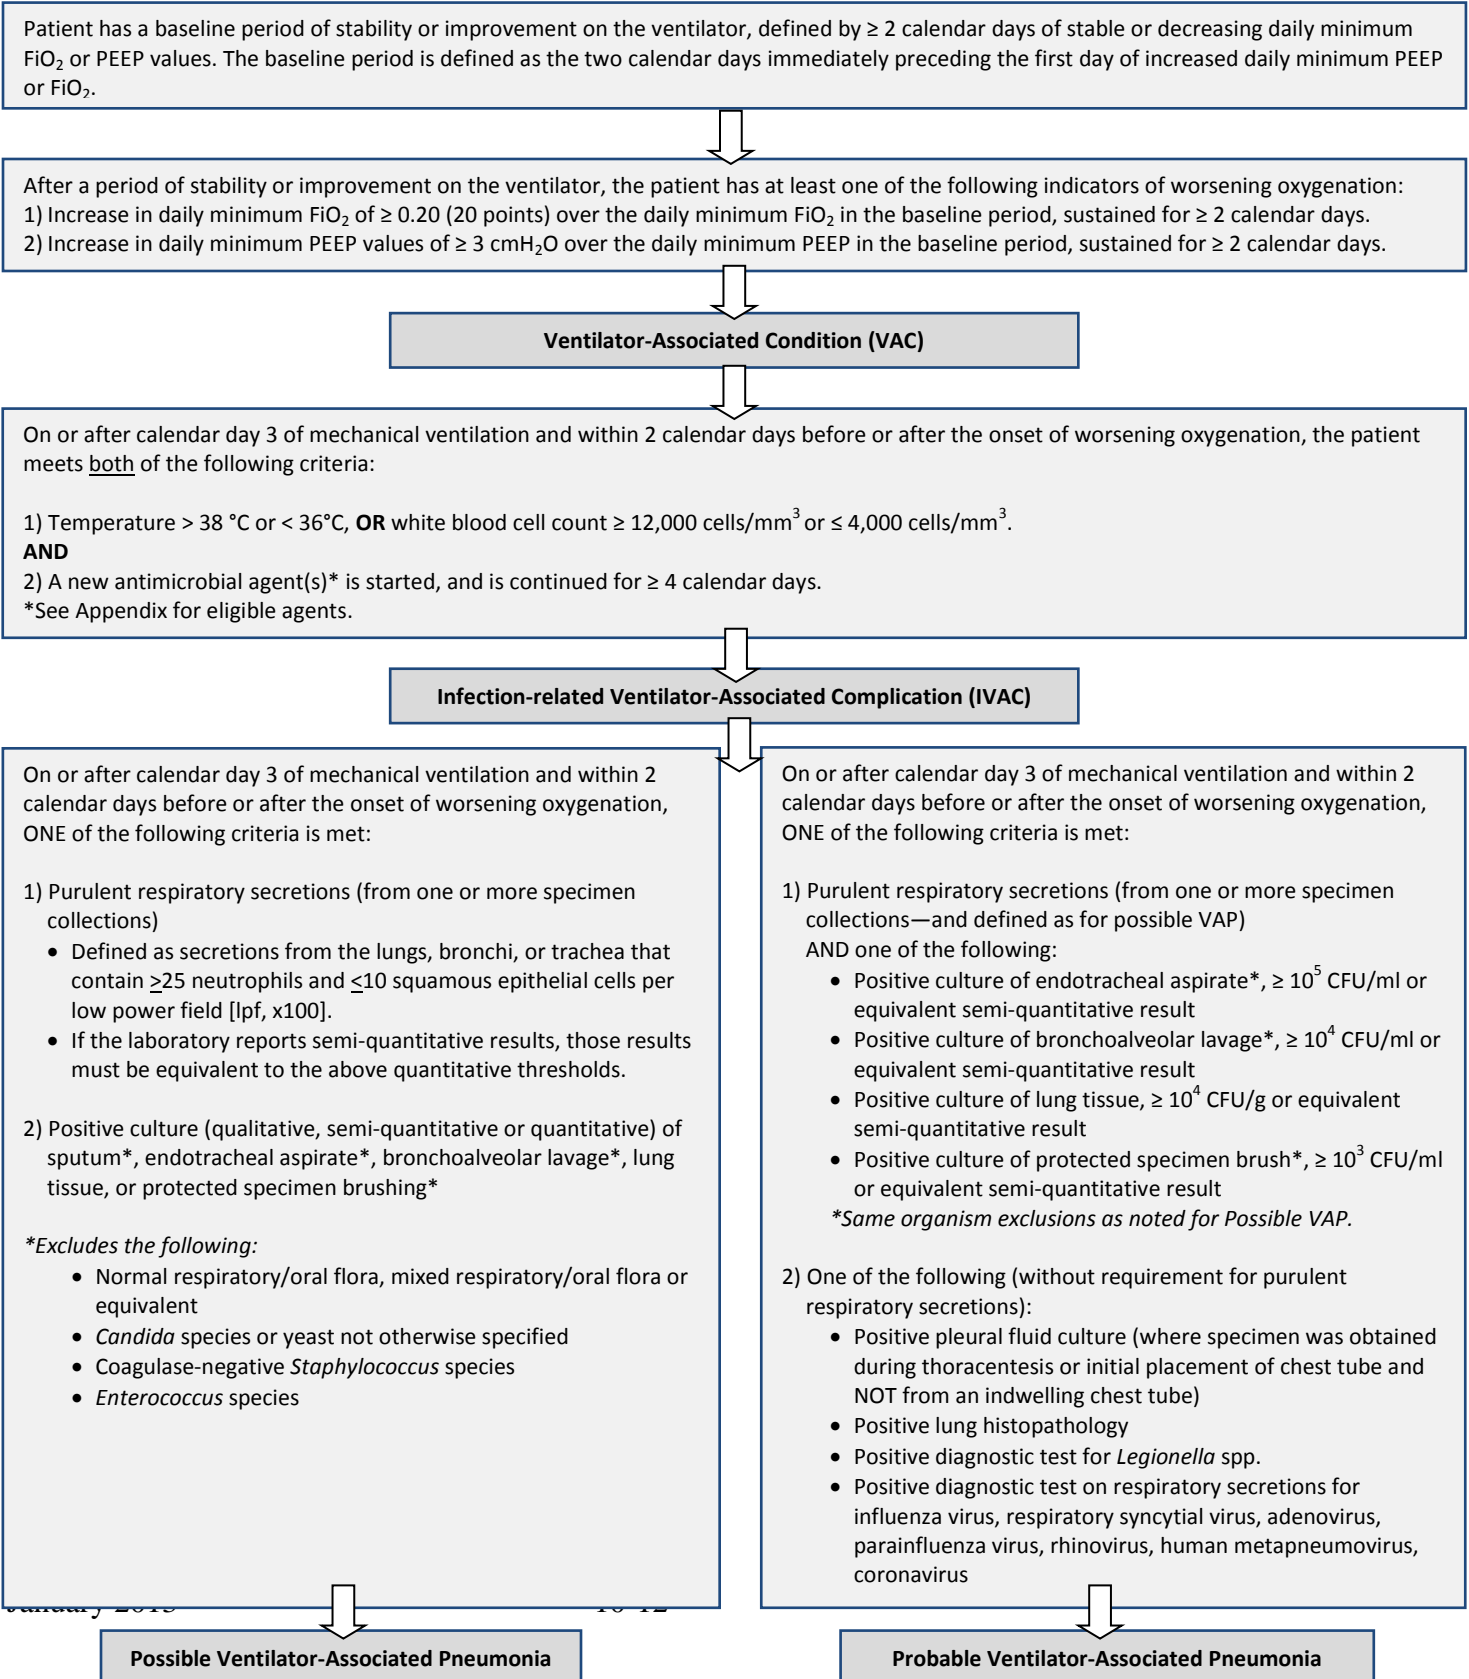 Patient has a baseline period of stability or improvement on the ventilator, defined by ≥ 2 calendar days of stable or decreasing daily minimum
FiO2 or PEEP values. The baseline period is defined as the two calendar days immediately preceding the first day of increased daily minimum PEEP
or FiO2.
After a period of stability or improvement on the ventilator, the patient has at least one of the following indicators of worsening oxygenation:
1) Increase in daily minimum FiO2 of ≥ 0.20 (20 points) over the daily minimum FiO2 in the baseline period, sustained for ≥ 2 calendar days.
2) Increase in daily minimum PEEP values of ≥ 3 cmH2O over the daily minimum PEEP in the baseline period, sustained for ≥ 2 calendar days.
Ventilator-Associated Condition (VAC)
On or after calendar day 3 of mechanical ventilation and within 2 calendar days before or after the onset of worsening oxygenation, the patient
meets both of the following criteria:
1) Temperature > 38 °C or < 36°C, OR white blood cell count ≥ 12,000 cells/mm3 or ≤ 4,000 cells/mm3.
AND
2) A new antimicrobial agent(s)* is started, and is continued for ≥ 4 calendar days.
*See Appendix for eligible agents.
Infection-related Ventilator-Associated Complication (IVAC)
On or after calendar day 3 of mechanical ventilation and within 2
calendar days before or after the onset of worsening oxygenation,
ONE of the following criteria is met:
1) Purulent respiratory secretions (from one or more specimen
collections)
• Defined as secretions from the lungs, bronchi, or trachea that
contain ≥25 neutrophils and ≤10 squamous epithelial cells per
low power field [lpf, x100].
• If the laboratory reports semi-quantitative results, those results
must be equivalent to the above quantitative thresholds.
2) Positive culture (qualitative, semi-quantitative or quantitative) of
sputum*, endotracheal aspirate*, bronchoalveolar lavage*, lung
tissue, or protected specimen brushing*
*Excludes the following:
• Normal respiratory/oral flora, mixed respiratory/oral flora or
equivalent
• Candida species or yeast not otherwise specified
• Coagulase-negative Staphylococcus species
• Enterococcus species
On or after calendar day 3 of mechanical ventilation and within 2
calendar days before or after the onset of worsening oxygenation,
ONE of the following criteria is met:
1) Purulent respiratory secretions (from one or more specimen
collections—and defined as for possible VAP)
AND one of the following:
• Positive culture of endotracheal aspirate*, ≥ 10^5 CFU/ml or
equivalent semi-quantitative result
• Positive culture of bronchoalveolar lavage*, ≥ 10^4 CFU/ml or
equivalent semi-quantitative result
• Positive culture of lung tissue, ≥ 10^4 CFU/g or equivalent
semi-quantitative result
• Positive culture of protected specimen brush*, ≥ 10^3 CFU/ml
or equivalent semi-quantitative result
*Same organism exclusions as noted for Possible VAP.
2) One of the following (without requirement for purulent
respiratory secretions):
• Positive pleural fluid culture (where specimen was obtained
during thoracentesis or initial placement of chest tube and
NOT from an indwelling chest tube)
• Positive lung histopathology
• Positive diagnostic test for Legionella spp.
• Positive diagnostic test on respiratory secretions for
influenza virus, respiratory syncytial virus, adenovirus,
parainfluenza virus, rhinovirus, human metapneumovirus,
coronavirus
Possible Ventilator-Associated Pneumonia
Probable Ventilator-Associated Pneumonia